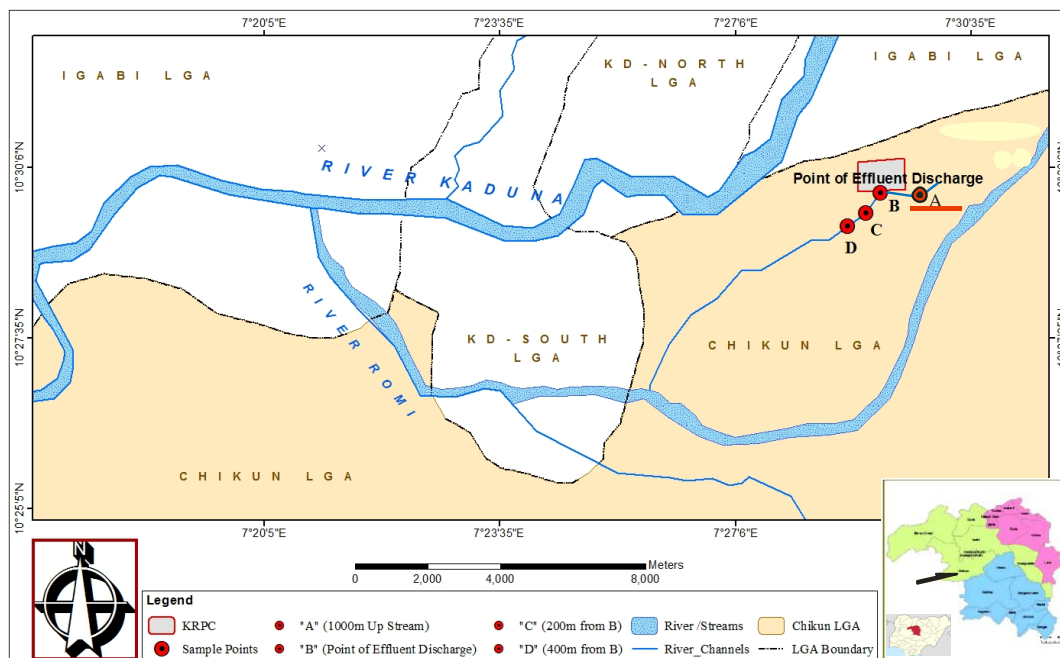 7°20'5"E
7°23'35"E
7°27'6"E
7°30'35"E
IGABI LGA
KD-NORTH
LGA
IGABI LGA
10°30'6"N
RIVER KADUNA
Point of Effluent Discharge
A
B
C
D
10°27'35"N
RIVER ROMI
KD-SOUTH
LGA
CHIKUN LGA
CHIKUN LGA
10°25'5"N
7°20'5"E
7°23'35"E
7°27'6"E
7°30'35"E
N
Meters
0 2,000 4,000 8,000
Legend
KRPC
"A" (1000m Up Stream)
"C" (200m from B)
River /Streams
Chikun LGA
Sample Points
"B" (Point of Effluent Discharge)
"D" (400m from B)
River_Channels
LGA Boundary